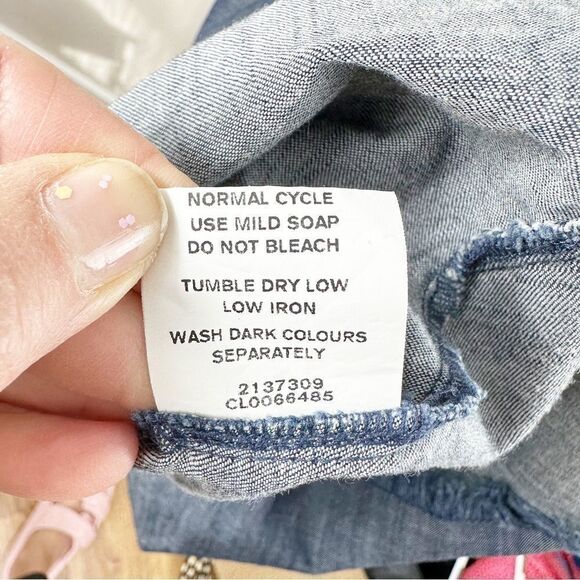 NORMAL CYCLE
USE MILD SOAP
DO NOT BLEACH
TUMBLE DRY LOW
LOW IRON
WASH DARK COLOURS
SEPARATELY
2137309
CL0066485